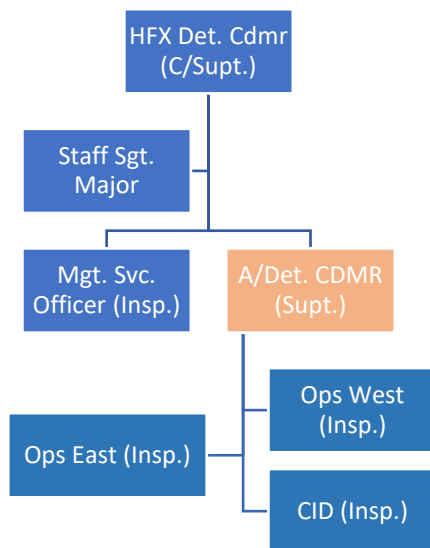 HFX Det. Cdmr
(C/Supt.)
Staff Sgt.
Major
Mgt. Svc.
Officer (Insp.)
A/Det. CDMR
(Supt.)
Ops West
(Insp.)
Ops East (Insp.)
CID (Insp.)